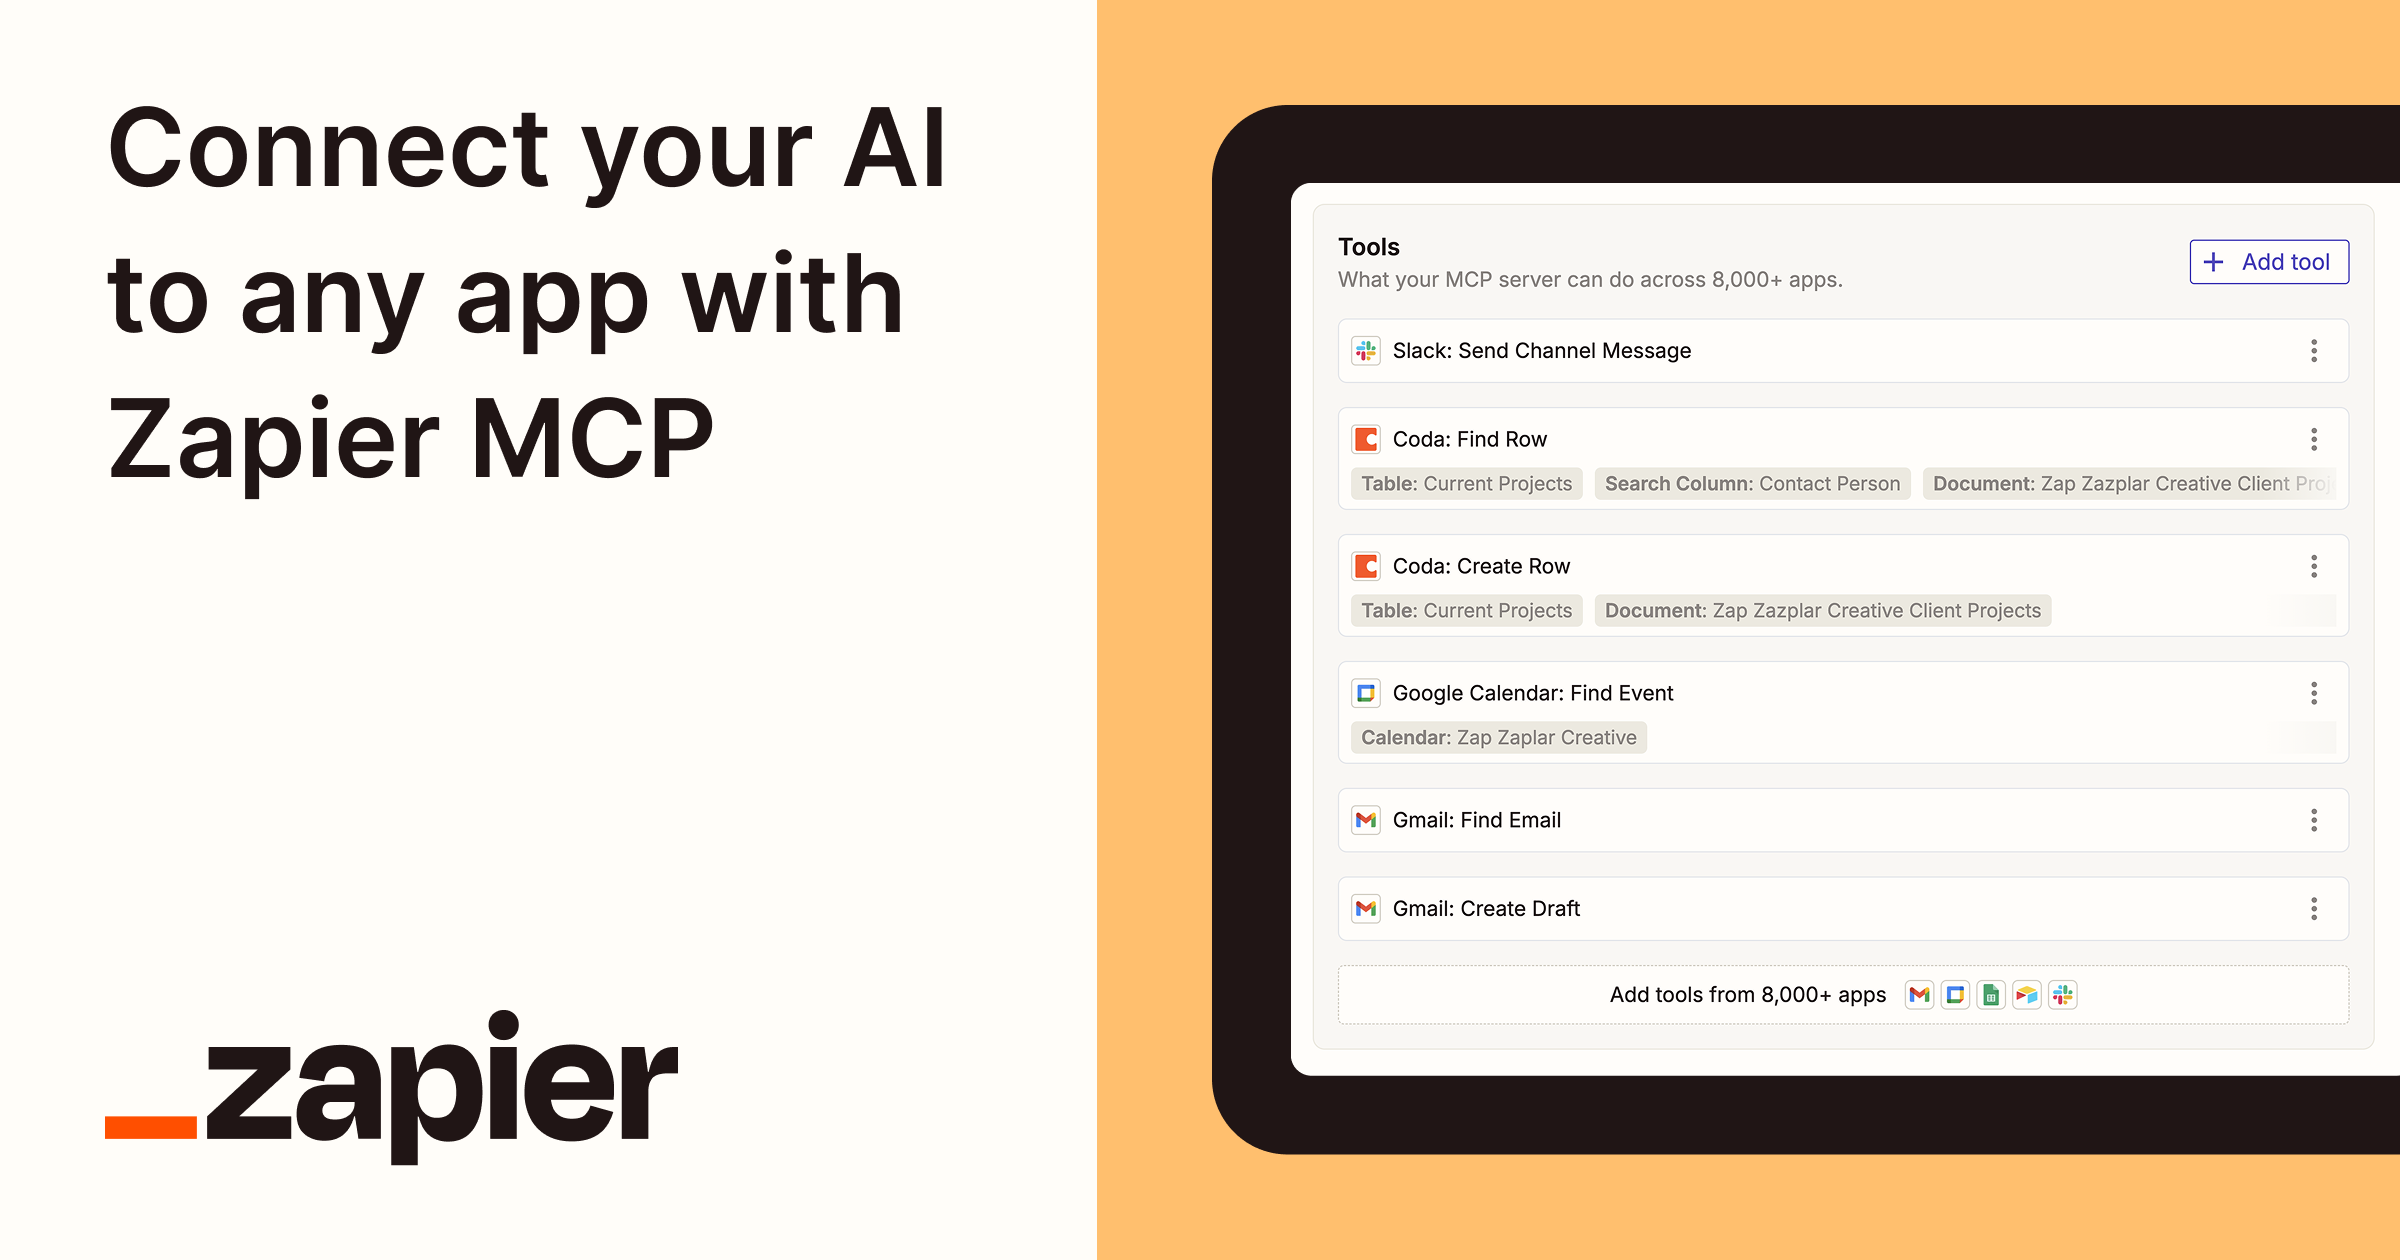 Connect your AI
to any app with
Zapier MCP
zapier
Tools
What your MCP server can do across 8,000+ apps.
+ Add tool
Slack: Send Channel Message
Coda: Find Row
Table: Current Projects Search Column: Contact Person Document: Zap Zazplar Creative Client Proj
Coda: Create Row
Table: Current Projects Document: Zap Zazplar Creative Client Projects
Google Calendar: Find Event
Calendar: Zap Zaplar Creative
Gmail: Find Email
Gmail: Create Draft
Add tools from 8,000+ apps